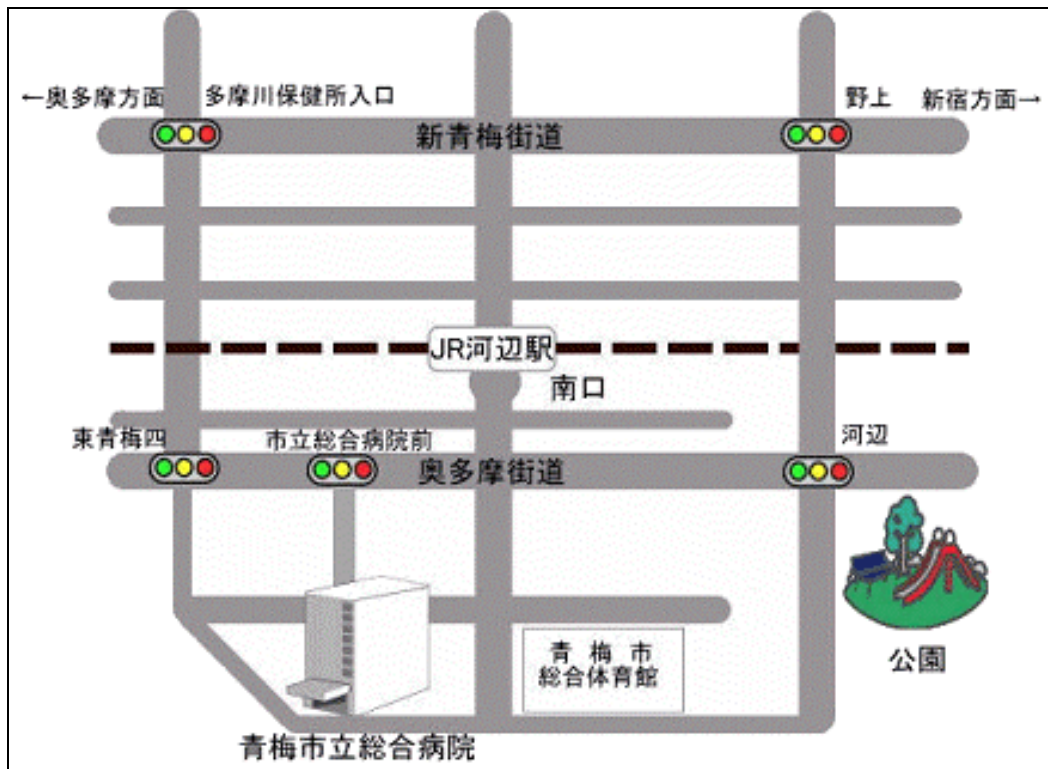 ←奥多摩方面
多摩川保健所入口
野上
新宿方面→
新青梅街道
JR河辺駅
南口
東青梅四
市立総合病院前
河辺
奥多摩街道
青梅市
総合体育館
公園
青梅市立総合病院